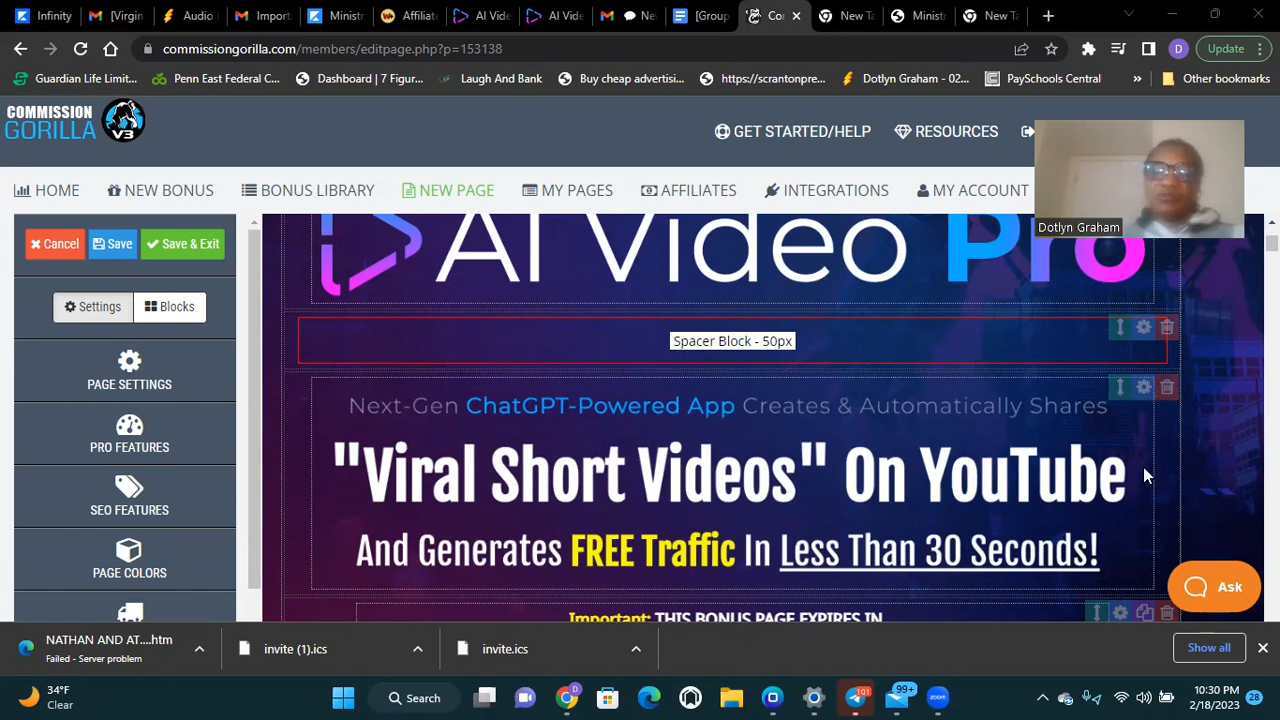 Infinity
[Virgin
Audio
Import
Ministr
Affiliate
AI Vide
AI Vide
Ne
[Group
Con
New Ta
Ministr
New Ta
commissiongorilla.com/members/editpage.php?p=153138
Update
Guardian Life Limit...
Penn East Federal C...
Dashboard | 7 Figur...
Laugh And Bank
Buy cheap advertisi...
https://scrantonpre...
Dotlyn Graham - 02...
PaySchools Central
»
Other bookmarks
COMMISSION
GORILLA V3
GET STARTED/HELP
RESOURCES
Dotlyn Graham
HOME
NEW BONUS
BONUS LIBRARY
NEW PAGE
MY PAGES
AFFILIATES
INTEGRATIONS
MY ACCOUNT
Cancel
Save
Save & Exit
Settings
Blocks
PAGE SETTINGS
PRO FEATURES
SEO FEATURES
PAGE COLORS
AI Video Pro
Spacer Block - 50px
Next-Gen ChatGPT-Powered App Creates & Automatically Shares
"Viral Short Videos" On YouTube
And Generates FREE Traffic In Less Than 30 Seconds!
Important: THIS BONUS PAGE EXPIRES IN
Ask
NATHAN AND AT....htm
Failed - Server problem
invite (1).ics
invite.ics
Show all
34°F
Clear
Search
101
99+
zoom
10:30 PM
2/18/2023
28